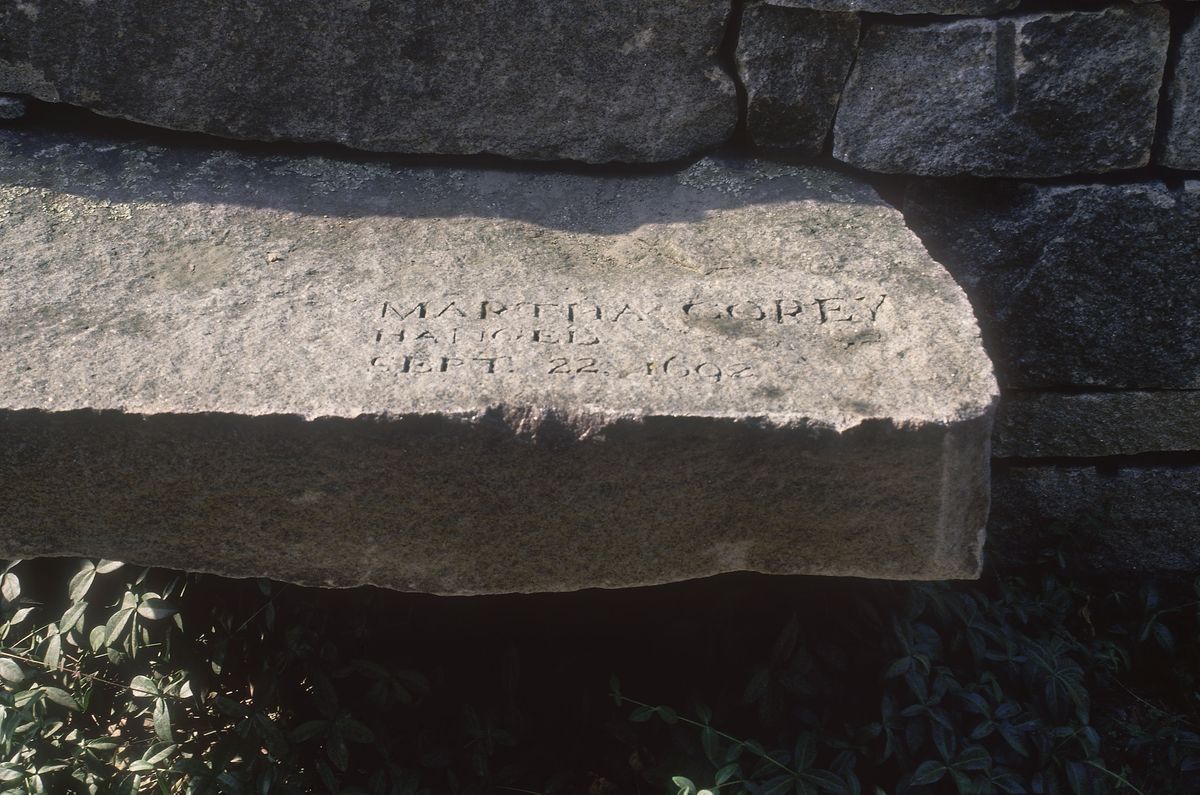 MARTHA COREY
HANGED
SEPT. 22. 1692